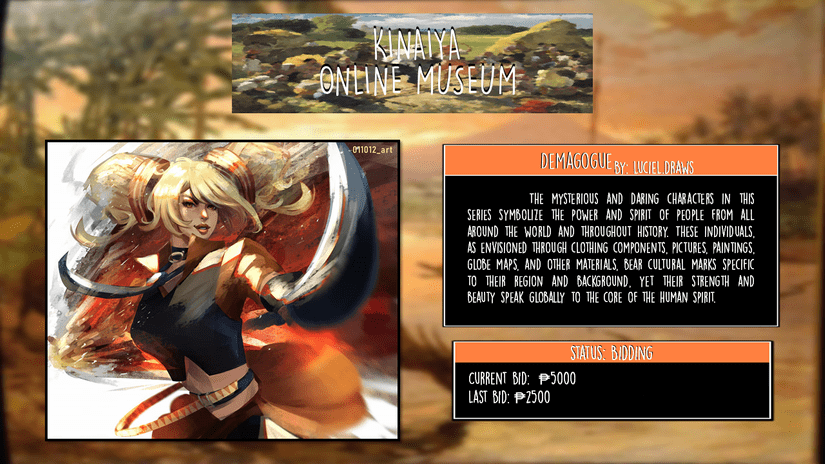 KINAIYA
ONLINE MUSEUM
@11012_art
DEMAGOGUE BY: LUCIEL.DRAWS
THE MYSTERIOUS AND DARING CHARACTERS IN THIS
SERIES SYMBOLIZE THE POWER AND SPIRIT OF PEOPLE FROM ALL
AROUND THE WORLD AND THROUGHOUT HISTORY. THESE INDIVIDUALS,
AS ENVISIONED THROUGH CLOTHING COMPONENTS, PICTURES, PAINTINGS,
GLOBE MAPS, AND OTHER MATERIALS, BEAR CULTURAL MARKS SPECIFIC
TO THEIR REGION AND BACKGROUND, YET THEIR STRENGTH AND
BEAUTY SPEAK GLOBALLY TO THE CORE OF THE HUMAN SPIRIT.
STATUS: BIDDING
CURRENT BID: ₱5000
LAST BID: ₱2500